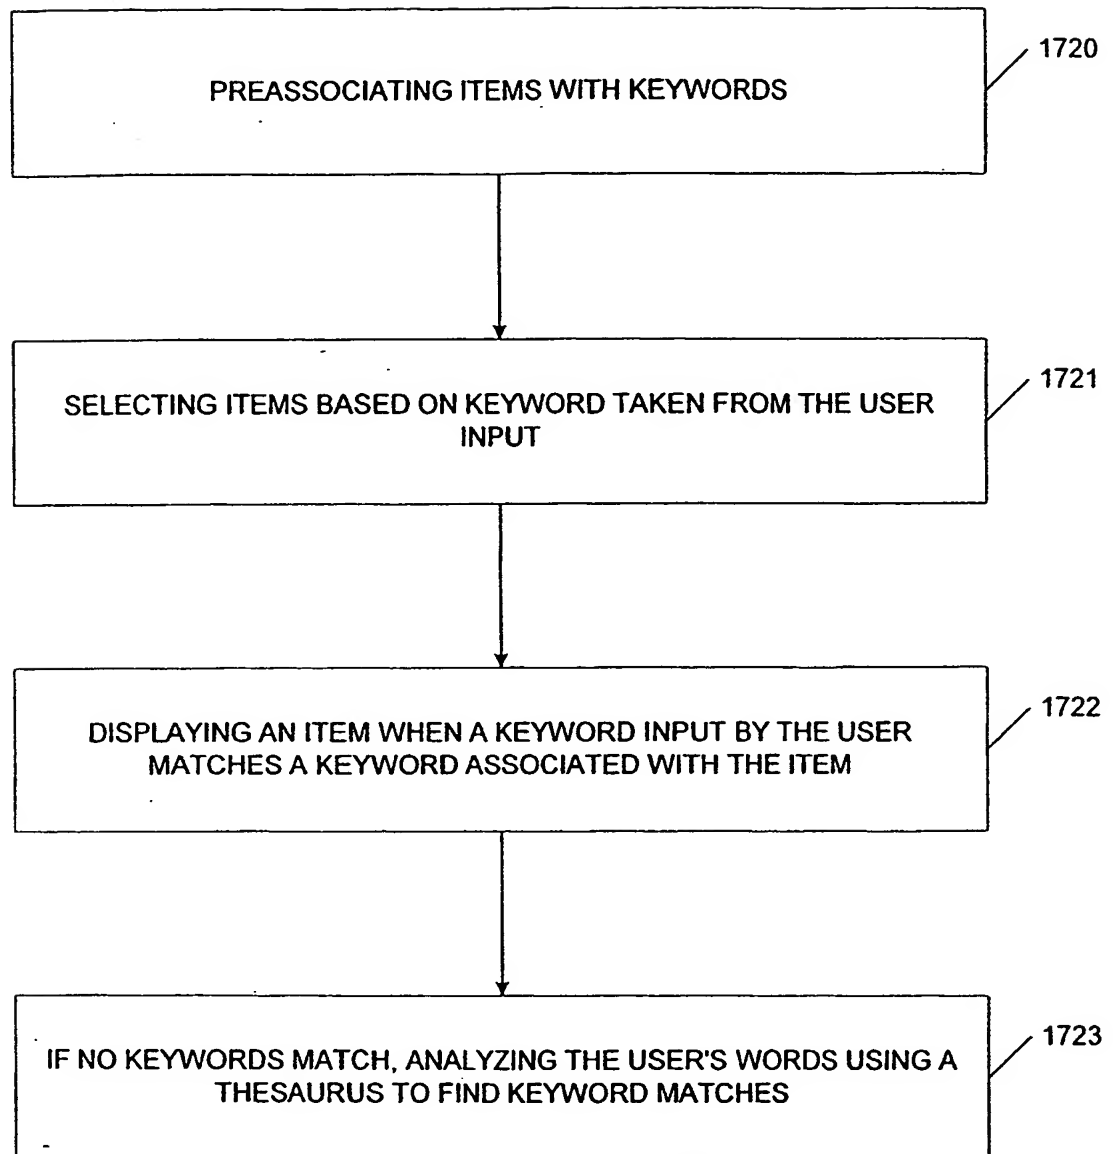 1720
PREASSOCIATING ITEMS WITH KEYWORDS
1721
SELECTING ITEMS BASED ON KEYWORD TAKEN FROM THE USER
INPUT
1722
DISPLAYING AN ITEM WHEN A KEYWORD INPUT BY THE USER
MATCHES A KEYWORD ASSOCIATED WITH THE ITEM
1723
IF NO KEYWORDS MATCH, ANALYZING THE USER'S WORDS USING A
THESAURUS TO FIND KEYWORD MATCHES